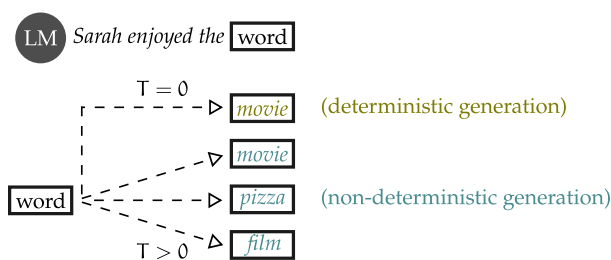 LM Sarah enjoyed the word
T = 0
movie (deterministic generation)
movie
word pizza (non-deterministic generation)
film
T > 0